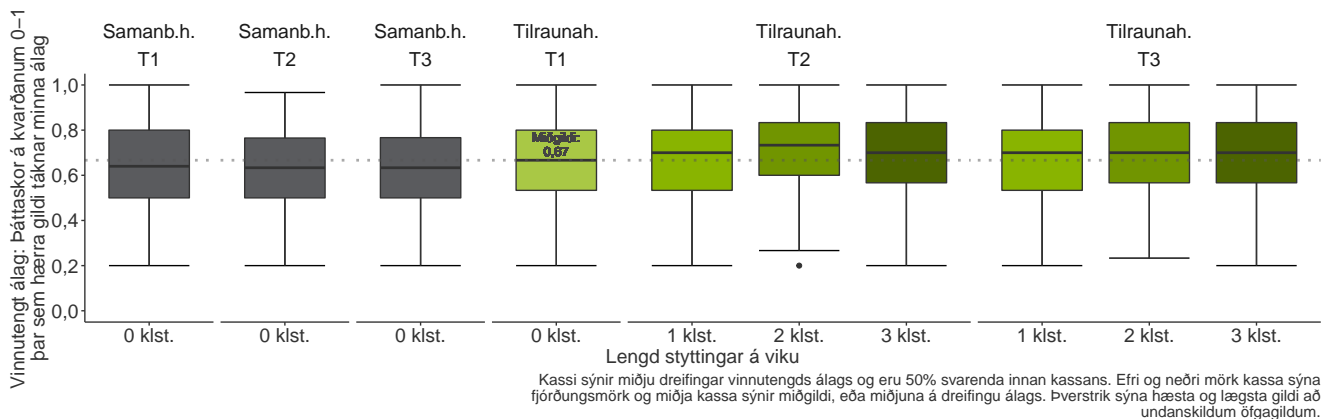 Vinnutengt álag: Þáttaskor á kvarðanum 0–1
þar sem hærra gildi táknar minna álag
Samanb.h.
T1
Samanb.h.
T2
Samanb.h.
T3
Tilraunah.
T1
Tilraunah.
T2
Tilraunah.
T3
1,0
0,8
0,6
0,4
0,2
0,0
Miðgildi:
0,67
0 klst.
0 klst.
0 klst.
0 klst.
1 klst.
2 klst.
3 klst.
1 klst.
2 klst.
3 klst.
Lengd styttingar á viku
Kassi sýnir miðju dreifingar vinnutengds álags og eru 50% svarenda innan kassans. Efri og neðri mörk kassa sýna
fjórðungsmörk og miðja kassa sýnir miðgildi, eða miðjuna á dreifingu álags. Þverstrik sýna hæsta og lægsta gildi að
undanskildum öfgagildum.